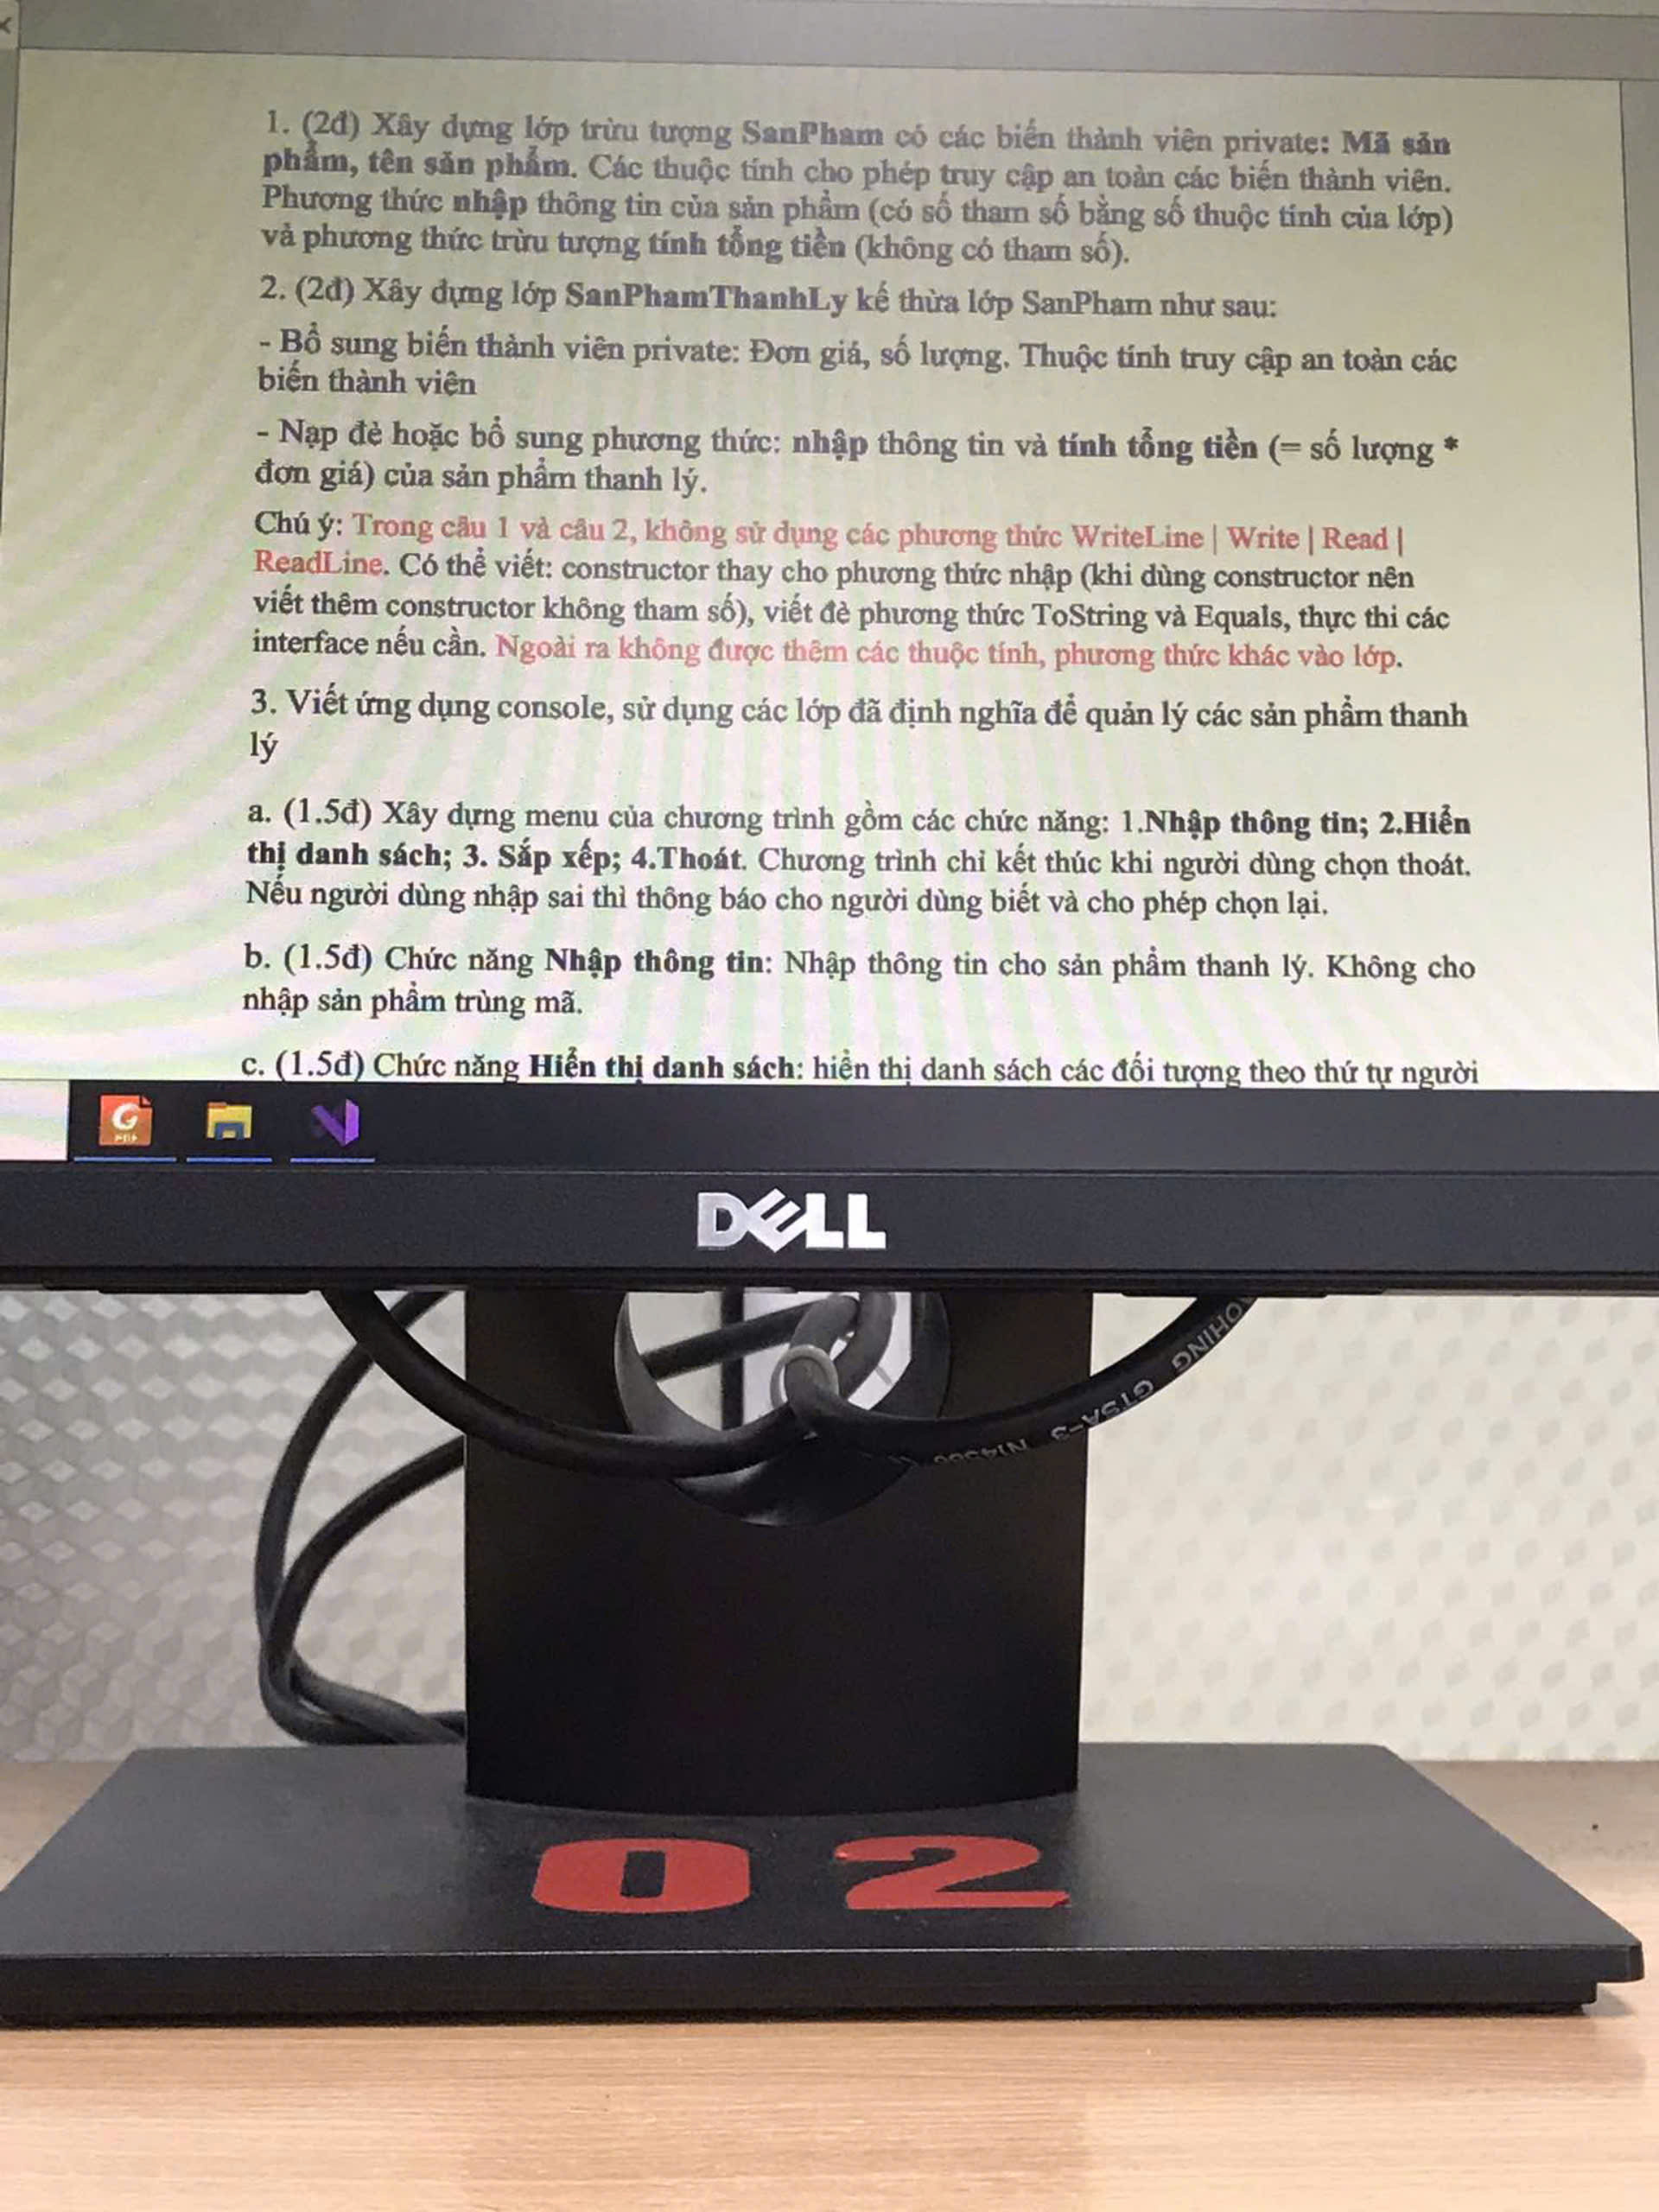 1. (2đ) Xây dựng lớp trừu tượng SanPham có các biến thành viên private: Mã sản
phẩm, tên sản phẩm. Các thuộc tính cho phép truy cập an toàn các biến thành viên.
Phương thức nhập thông tin của sản phẩm (có số tham số bằng số thuộc tính của lớp)
và phương thức trừu tượng tính tổng tiền (không có tham số).
2. (2đ) Xây dựng lớp SanPhamThanhLy kế thừa lớp SanPham như sau:
- Bổ sung biến thành viên private: Đơn giá, số lượng. Thuộc tính truy cập an toàn các
biến thành viên
- Nạp đè hoặc bổ sung phương thức: nhập thông tin và tính tổng tiền (= số lượng *
đơn giá) của sản phẩm thanh lý.
Chú ý: Trong câu 1 và câu 2, không sử dụng các phương thức WriteLine | Write | Read |
ReadLine. Có thể viết: constructor thay cho phương thức nhập (khi dùng constructor nên
viết thêm constructor không tham số), viết đè phương thức ToString và Equals, thực thi các
interface nếu cần. Ngoài ra không được thêm các thuộc tính, phương thức khác vào lớp.
3. Viết ứng dụng console, sử dụng các lớp đã định nghĩa để quản lý các sản phẩm thanh
lý
a. (1.5đ) Xây dựng menu của chương trình gồm các chức năng: 1.Nhập thông tin; 2.Hiển
thị danh sách; 3. Sắp xếp; 4.Thoát. Chương trình chỉ kết thúc khi người dùng chọn thoát.
Nếu người dùng nhập sai thì thông báo cho người dùng biết và cho phép chọn lại.
b. (1.5đ) Chức năng Nhập thông tin: Nhập thông tin cho sản phẩm thanh lý. Không cho
nhập sản phẩm trùng mã.
c. (1.5đ) Chức năng Hiển thị danh sách: hiển thị danh sách các đối tượng theo thứ tự người
G
PDF
DELL
GTSA-3
02